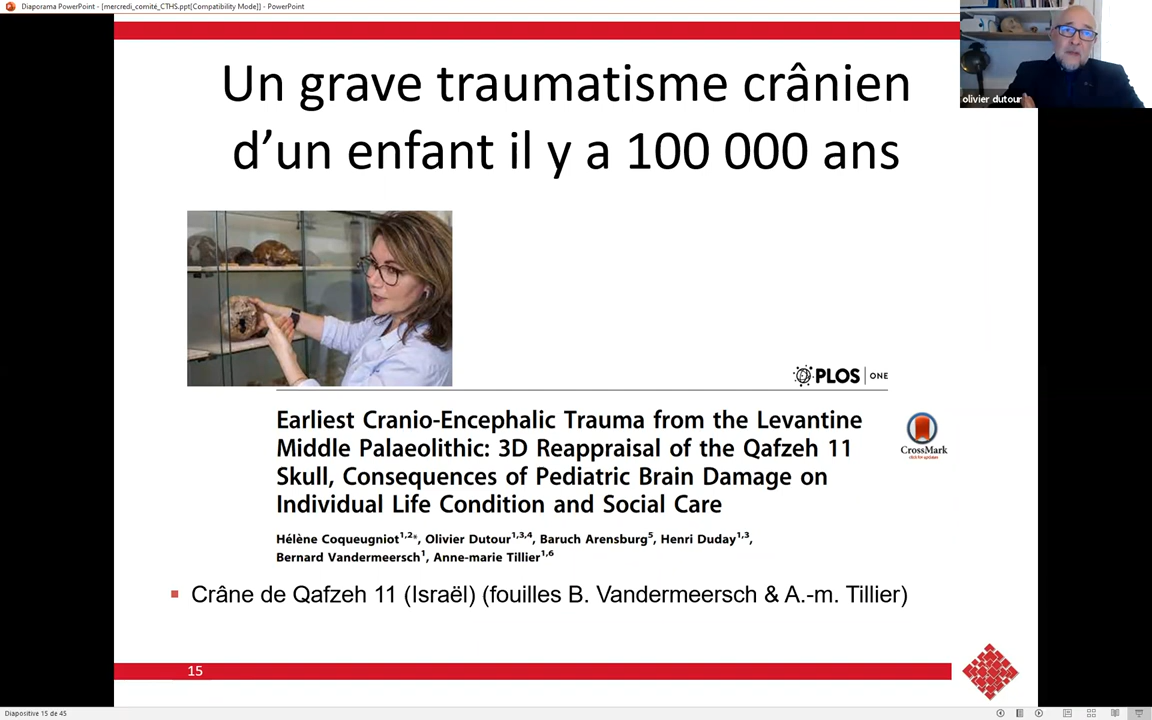 Diaporama PowerPoint - [mercredi_comité_CTHS.ppt[Compatibility Mode]] - PowerPoint
olivier dutour
Un grave traumatisme crânien
d’un enfant il y a 100 000 ans
PLOS ONE
Earliest Cranio-Encephalic Trauma from the Levantine
Middle Palaeolithic: 3D Reappraisal of the Qafzeh 11
Skull, Consequences of Pediatric Brain Damage on
Individual Life Condition and Social Care
CrossMark
click for updates
Hélène Coqueugniot1,2*, Olivier Dutour1,3,4, Baruch Arensburg5, Henri Duday1,3,
Bernard Vandermeersch1, Anne-marie Tillier1,6
Crâne de Qafzeh 11 (Israël) (fouilles B. Vandermeersch & A.-m. Tillier)
15
Diapositive 15 de 45